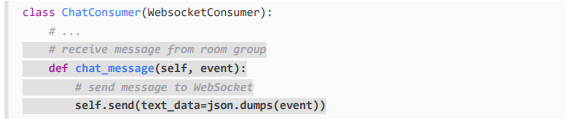 class ChatConsumer(WebsocketConsumer):
    # ...
    # receive message from room group
    def chat_message(self, event):
        # send message to WebSocket
        self.send(text_data=json.dumps(event))